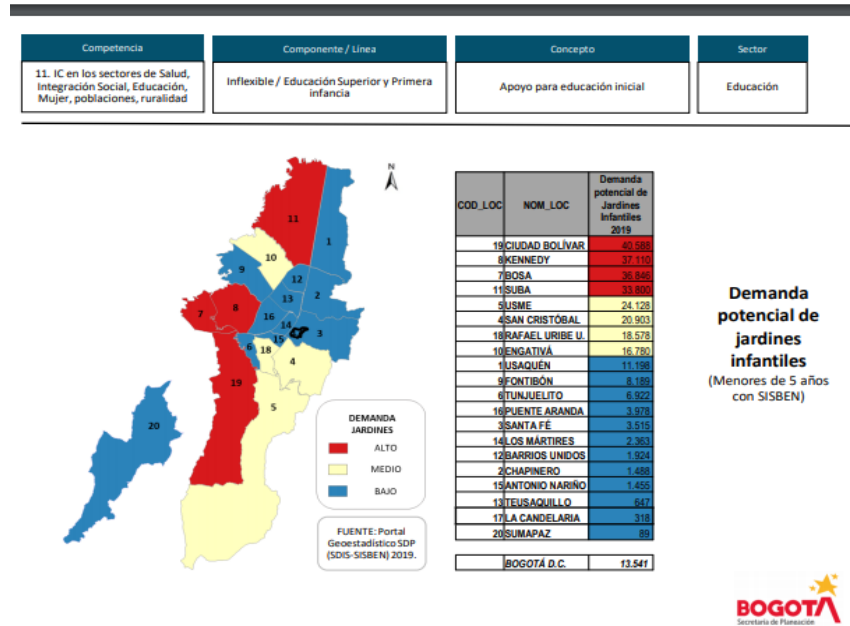 Competencia
Componente / Linea
Concepto
Sector
11. IC en los sectores de Salud,
Integración Social, Educación,
Mujer, poblaciones, ruralidad
Inflexible / Educación Superior y Primera
infancia
Apoyo para educación inicial
Educación
N
11
1
10
9
12
2
13
8
7
16
14
3
15
6
18
4
19
5
20
DEMANDA
JARDINES
ALTO
MEDIO
BAJO
FUENTE: Portal
Geoestadístico SDP
(SDIS-SISBEN) 2019.
COD_LOC NOM_LOC Demanda
potencial de
Jardines
Infantiles
2019
19 CIUDAD BOLÍVAR 40.588
8 KENNEDY 37.110
7 BOSA 36.846
11 SUBA 33.800
5 USME 24.128
4 SAN CRISTÓBAL 20.903
18 RAFAEL URIBE U. 18.578
10 ENGATIVÁ 16.780
1 USAQUÉN 11.198
9 FONTIBÓN 8.189
6 TUNJUELITO 6.922
16 PUENTE ARANDA 3.978
3 SANTA FÉ 3.515
14 LOS MÁRTIRES 2.363
12 BARRIOS UNIDOS 1.924
2 CHAPINERO 1.488
15 ANTONIO NARIÑO 1.455
13 TEUSAQUILLO 647
17 LA CANDELARIA 318
20 SUMAPAZ 89
BOGOTÁ D.C. 13.541
Demanda
potencial de
jardines
infantiles
(Menores de 5 años
con SISBEN)
BOGOTÁ
Secretaría de Planeación